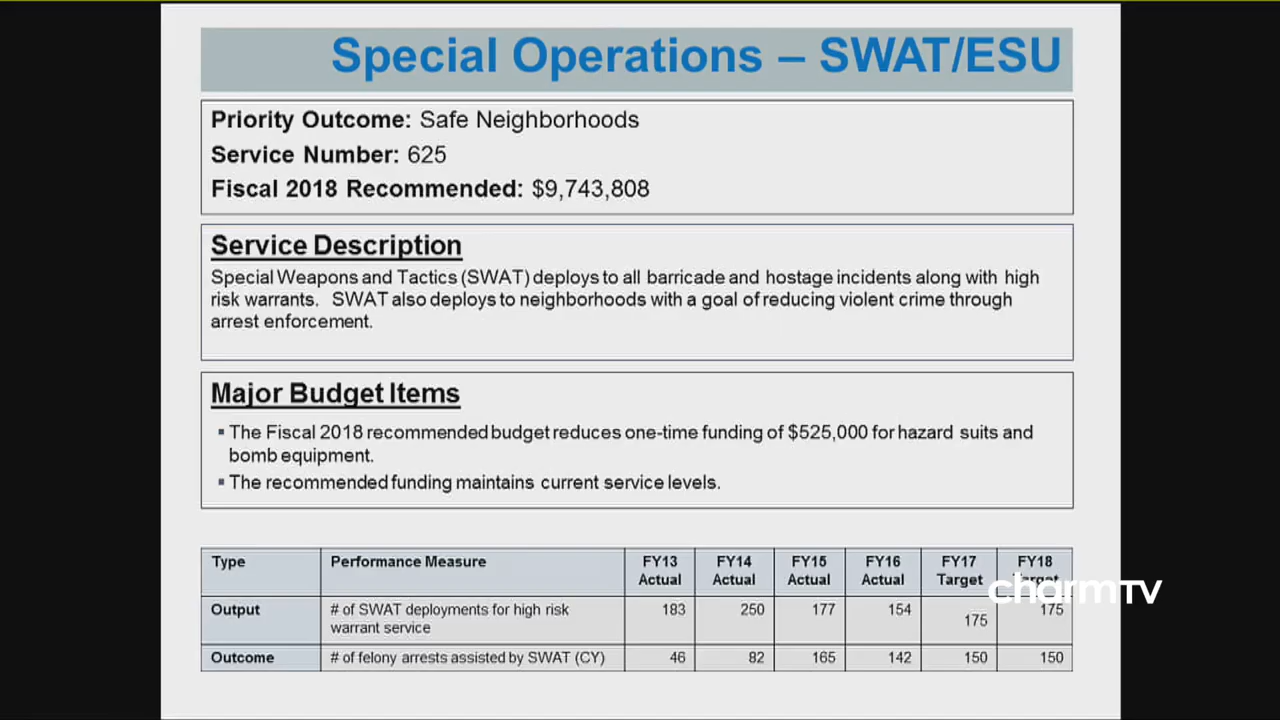 Special Operations – SWAT/ESU
Priority Outcome: Safe Neighborhoods
Service Number: 625
Fiscal 2018 Recommended: $9,743,808
Service Description
Special Weapons and Tactics (SWAT) deploys to all barricade and hostage incidents along with high
risk warrants. SWAT also deploys to neighborhoods with a goal of reducing violent crime through
arrest enforcement.
Major Budget Items
▪ The Fiscal 2018 recommended budget reduces one-time funding of $525,000 for hazard suits and
bomb equipment.
▪ The recommended funding maintains current service levels.
Type Performance Measure FY13 Actual FY14 Actual FY15 Actual FY16 Actual FY17 Target FY18 Target
charmTV
Output # of SWAT deployments for high risk warrant service 183 250 177 154 175 175
Outcome # of felony arrests assisted by SWAT (CY) 46 82 165 142 150 150